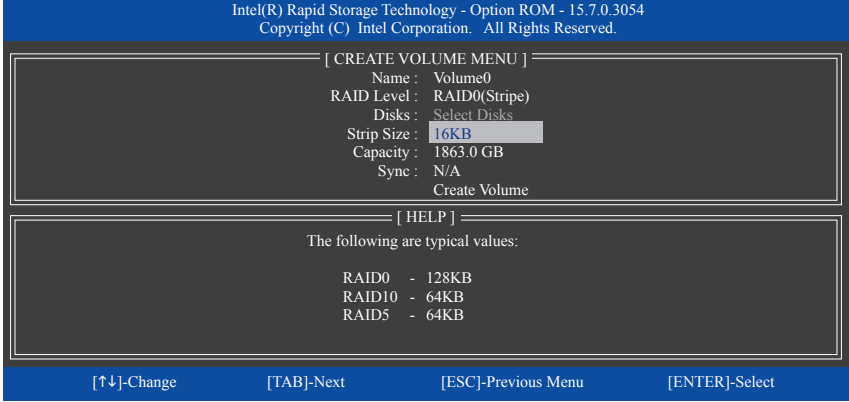 Intel(R) Rapid Storage Technology - Option ROM - 15.7.0.3054
Copyright (C) Intel Corporation. All Rights Reserved.
[ CREATE VOLUME MENU ]
Name : Volume0
RAID Level : RAID0(Stripe)
Disks : Select Disks
Strip Size : 16KB
Capacity : 1863.0 GB
Sync : N/A
Create Volume
[ HELP ]
The following are typical values:
RAID0 - 128KB
RAID10 - 64KB
RAID5 - 64KB
[↑↓]-Change [TAB]-Next [ESC]-Previous Menu [ENTER]-Select